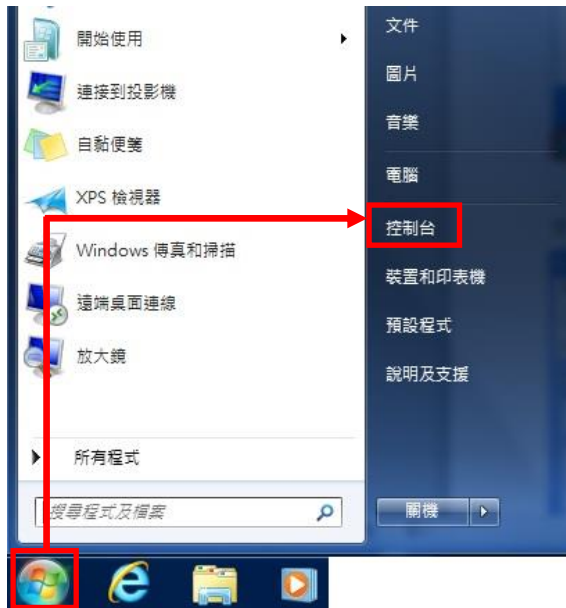 開始使用
連接到投影機
自黏便箋
XPS 檢視器
Windows 傳真和掃描
遠端桌面連線
放大鏡
所有程式
搜尋程式及檔案
文件
圖片
音樂
電腦
控制台
裝置和印表機
預設程式
說明及支援
關機